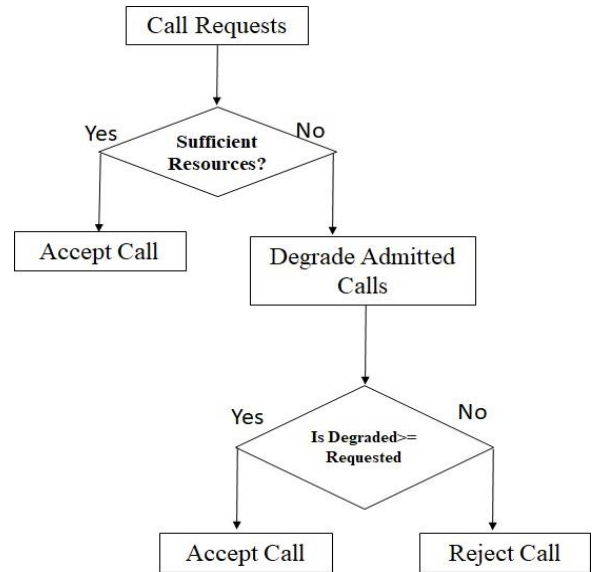 Call Requests
Yes
No
Sufficient
Resources?
Accept Call
Degrade Admitted
Calls
Yes
No
Is Degraded>=
Requested
Accept Call
Reject Call